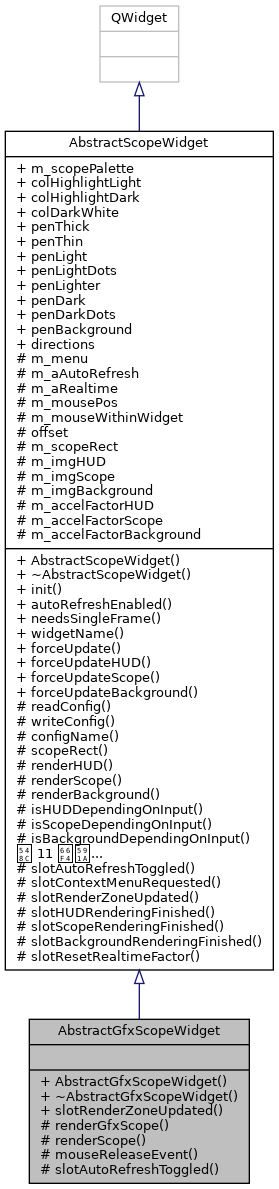 QWidget
AbstractScopeWidget
+ m_scopePalette
+ colHighlightLight
+ colHighlightDark
+ colDarkWhite
+ penThick
+ penThin
+ penLight
+ penLightDots
+ penLighter
+ penDark
+ penDarkDots
+ penBackground
+ directions
# m_menu
# m_aAutoRefresh
# m_aRealtime
# m_mousePos
# m_mouseWithinWidget
# offset
# m_scopeRect
# m_imgHUD
# m_imgScope
# m_imgBackground
# m_accelFactorHUD
# m_accelFactorScope
# m_accelFactorBackground
+ AbstractScopeWidget()
+ ~AbstractScopeWidget()
+ init()
+ autoRefreshEnabled()
+ needsSingleFrame()
+ widgetName()
+ forceUpdate()
+ forceUpdateHUD()
+ forceUpdateScope()
+ forceUpdateBackground()
# readConfig()
# writeConfig()
# configName()
# scopeRect()
# renderHUD()
# renderScope()
# renderBackground()
# isHUDDependingOnInput()
# isScopeDependingOnInput()
# isBackgroundDependingOnInput()
11 ...
# slotAutoRefreshToggled()
# slotContextMenuRequested()
# slotRenderZoneUpdated()
# slotHUDRenderingFinished()
# slotScopeRenderingFinished()
# slotBackgroundRenderingFinished()
# slotResetRealtimeFactor()
AbstractGfxScopeWidget
+ AbstractGfxScopeWidget()
+ ~AbstractGfxScopeWidget()
+ slotRenderZoneUpdated()
# renderGfxScope()
# renderScope()
# mouseReleaseEvent()
# slotAutoRefreshToggled()